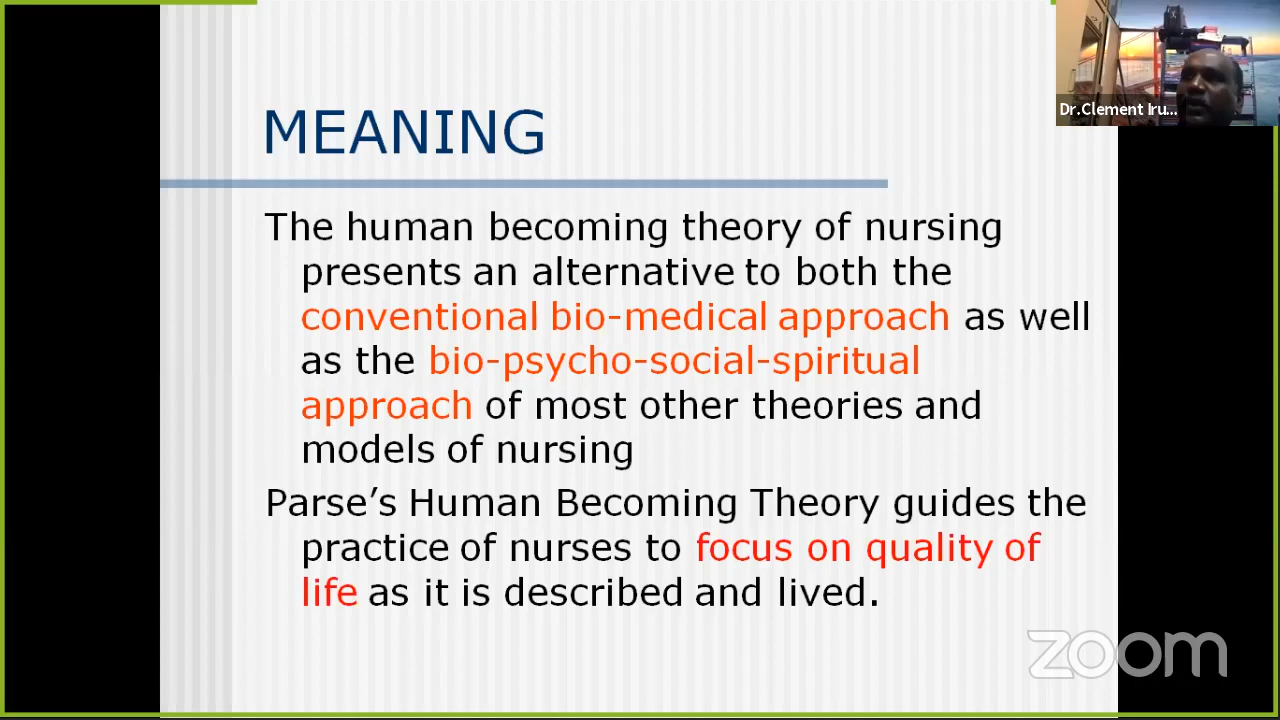 Dr.Clement Iru...
MEANING
The human becoming theory of nursing
presents an alternative to both the
conventional bio-medical approach as well
as the bio-psycho-social-spiritual
approach of most other theories and
models of nursing
Parse’s Human Becoming Theory guides the
practice of nurses to focus on quality of
life as it is described and lived.
zoom